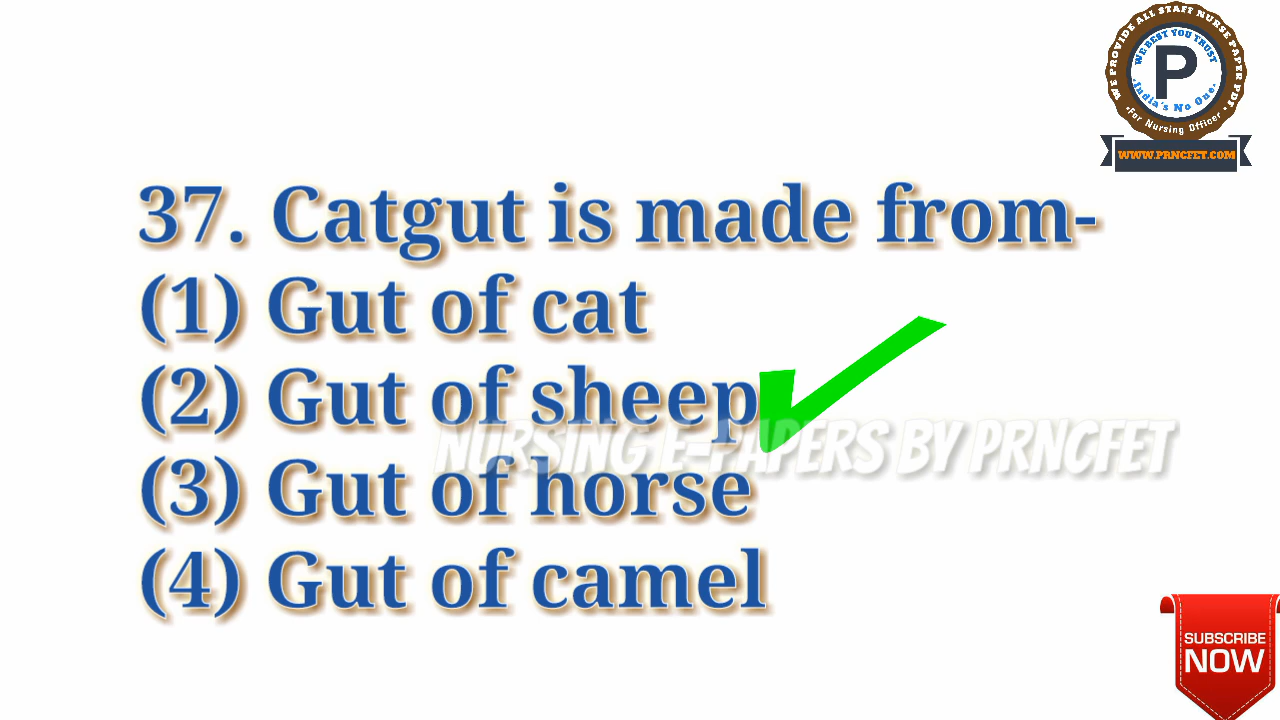 WE PROVIDE ALL STAFF NURSE PAPER PDF
WE BEST YOU TRUST
P
India's No One
For Nursing Officer
WWW.PRNCFET.COM
37. Catgut is made from-
(1) Gut of cat
(2) Gut of sheep
NURSING E-PAPERS BY PRNCFET
(3) Gut of horse
(4) Gut of camel
SUBSCRIBE
NOW